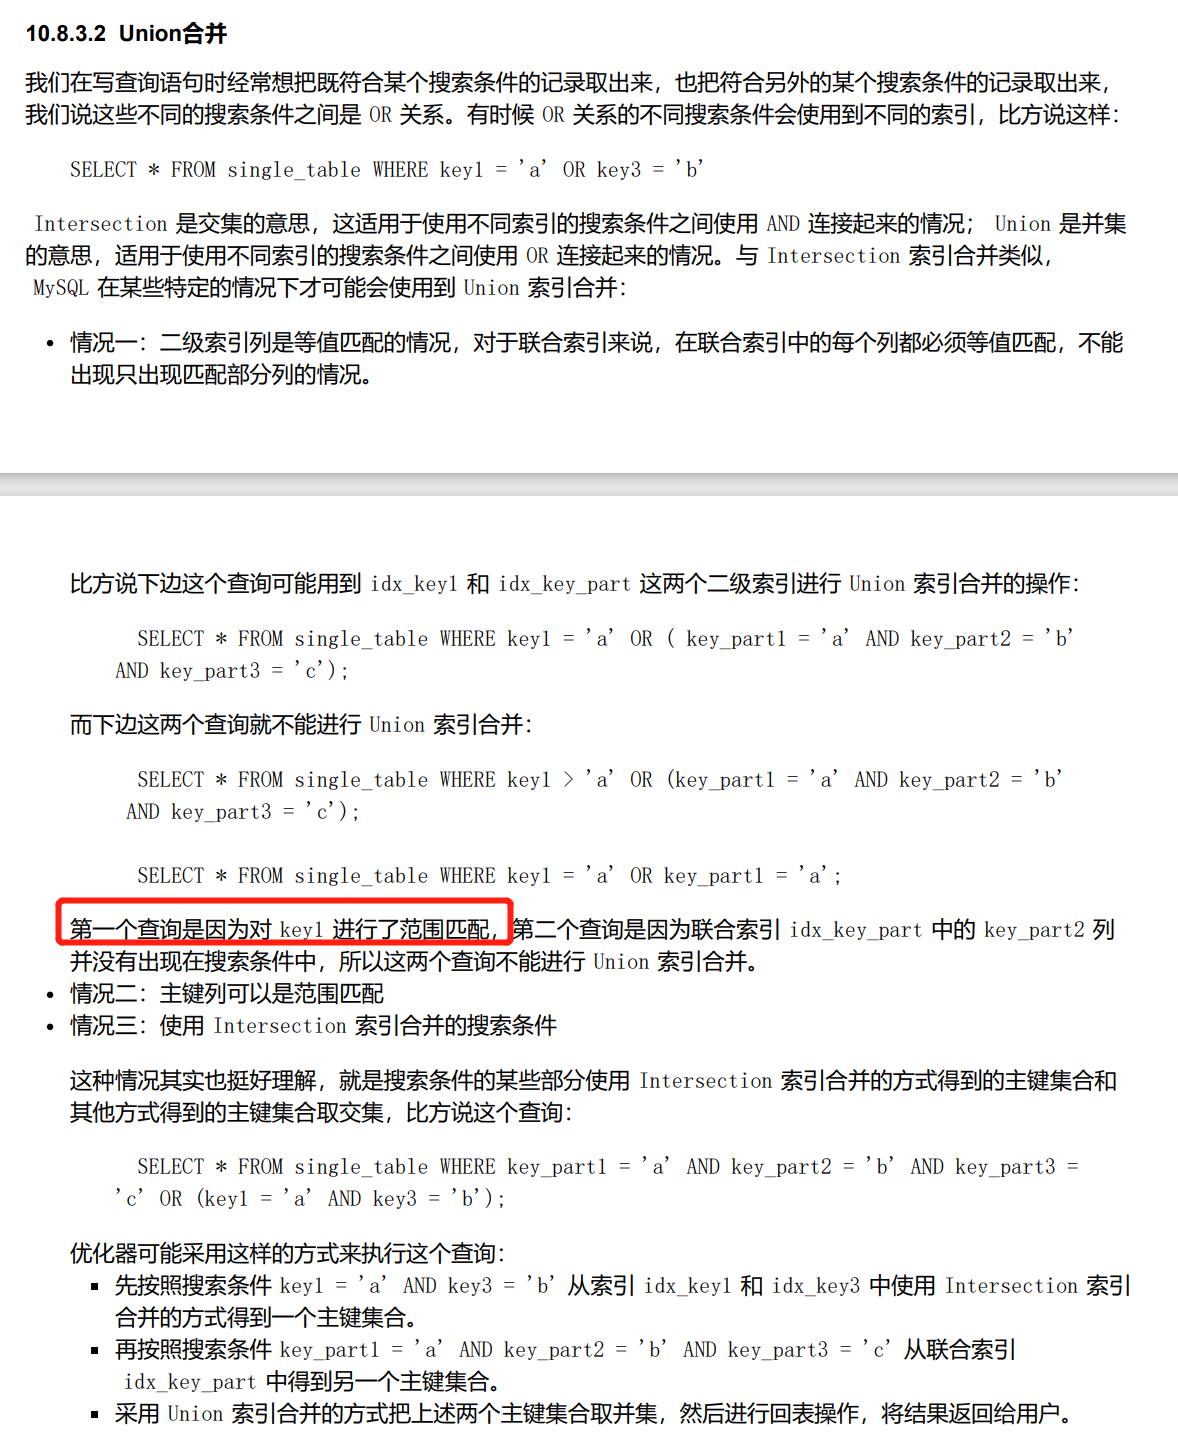 10.8.3.2 Union合并
我们在写查询语句时经常想把既符合某个搜索条件的记录取出来，也把符合另外的某个搜索条件的记录取出来，
我们说这些不同的搜索条件之间是 OR 关系。有时候 OR 关系的不同搜索条件会使用到不同的索引，比方说这样：
SELECT * FROM single_table WHERE key1 = 'a' OR key3 = 'b'
Intersection 是交集的意思，这适用于使用不同索引的搜索条件之间使用 AND 连接起来的情况； Union 是并集
的意思，适用于使用不同索引的搜索条件之间使用 OR 连接起来的情况。与 Intersection 索引合并类似，
MySQL 在某些特定的情况下才可能会使用到 Union 索引合并：
• 情况一：二级索引列是等值匹配的情况，对于联合索引来说，在联合索引中的每个列都必须等值匹配，不能
出现只出现匹配部分列的情况。
比方说下边这个查询可能用到 idx_key1 和 idx_key_part 这两个二级索引进行 Union 索引合并的操作：
SELECT * FROM single_table WHERE key1 = 'a' OR ( key_part1 = 'a' AND key_part2 = 'b'
AND key_part3 = 'c');
而下边这两个查询就不能进行 Union 索引合并：
SELECT * FROM single_table WHERE key1 > 'a' OR (key_part1 = 'a' AND key_part2 = 'b'
AND key_part3 = 'c');
SELECT * FROM single_table WHERE key1 = 'a' OR key_part1 = 'a';
第一个查询是因为对 key1 进行了范围匹配，第二个查询是因为联合索引 idx_key_part 中的 key_part2 列
并没有出现在搜索条件中，所以这两个查询不能进行 Union 索引合并。
• 情况二：主键列可以是范围匹配
• 情况三：使用 Intersection 索引合并的搜索条件
这种情况其实也挺好理解，就是搜索条件的某些部分使用 Intersection 索引合并的方式得到的主键集合和
其他方式得到的主键集合取交集，比方说这个查询：
SELECT * FROM single_table WHERE key_part1 = 'a' AND key_part2 = 'b' AND key_part3 =
'c' OR (key1 = 'a' AND key3 = 'b');
优化器可能采用这样的方式来执行这个查询：
▪ 先按照搜索条件 key1 = 'a' AND key3 = 'b' 从索引 idx_key1 和 idx_key3 中使用 Intersection 索引
合并的方式得到一个主键集合。
▪ 再按照搜索条件 key_part1 = 'a' AND key_part2 = 'b' AND key_part3 = 'c' 从联合索引
idx_key_part 中得到另一个主键集合。
▪ 采用 Union 索引合并的方式把上述两个主键集合取并集，然后进行回表操作，将结果返回给用户。